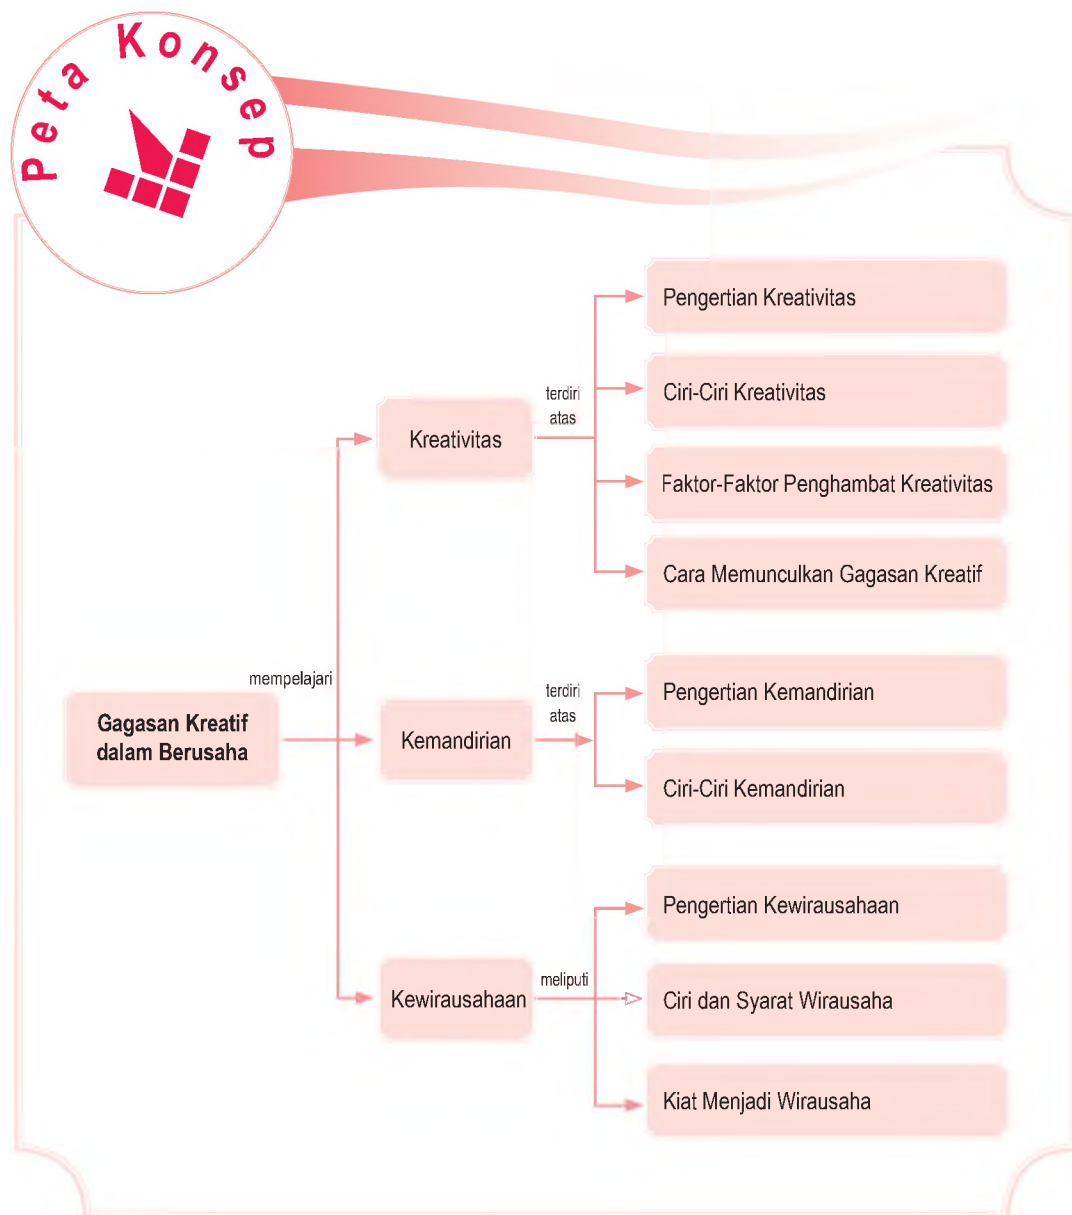 Peta Konsep
Pengertian Kreativitas
terdiri
atas
Ciri-Ciri Kreativitas
Kreativitas
Faktor-Faktor Penghambat Kreativitas
Cara Memunculkan Gagasan Kreatif
mempelajari
Gagasan Kreatif
dalam Berusaha
terdiri
atas
Pengertian Kemandirian
Kemandirian
Ciri-Ciri Kemandirian
Pengertian Kewirausahaan
Kewirausahaan
meliputi
Ciri dan Syarat Wirausaha
Kiat Menjadi Wirausaha